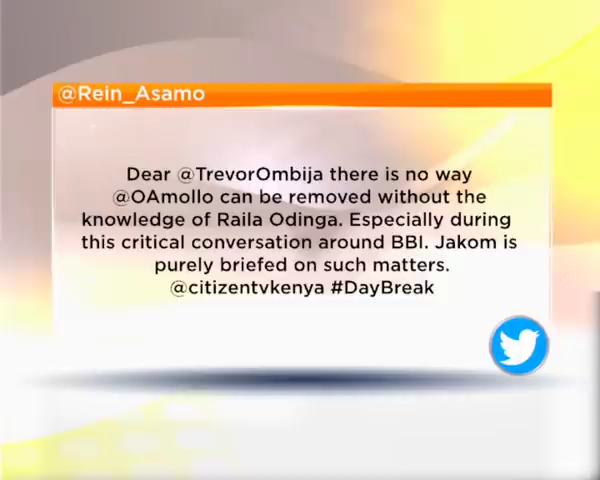 @Rein_Asamo
Dear @TrevorOmbija there is no way
@OAmollo can be removed without the
knowledge of Raila Odinga. Especially during
this critical conversation around BBI. Jakom is
purely briefed on such matters.
@citizentvkenya #DayBreak